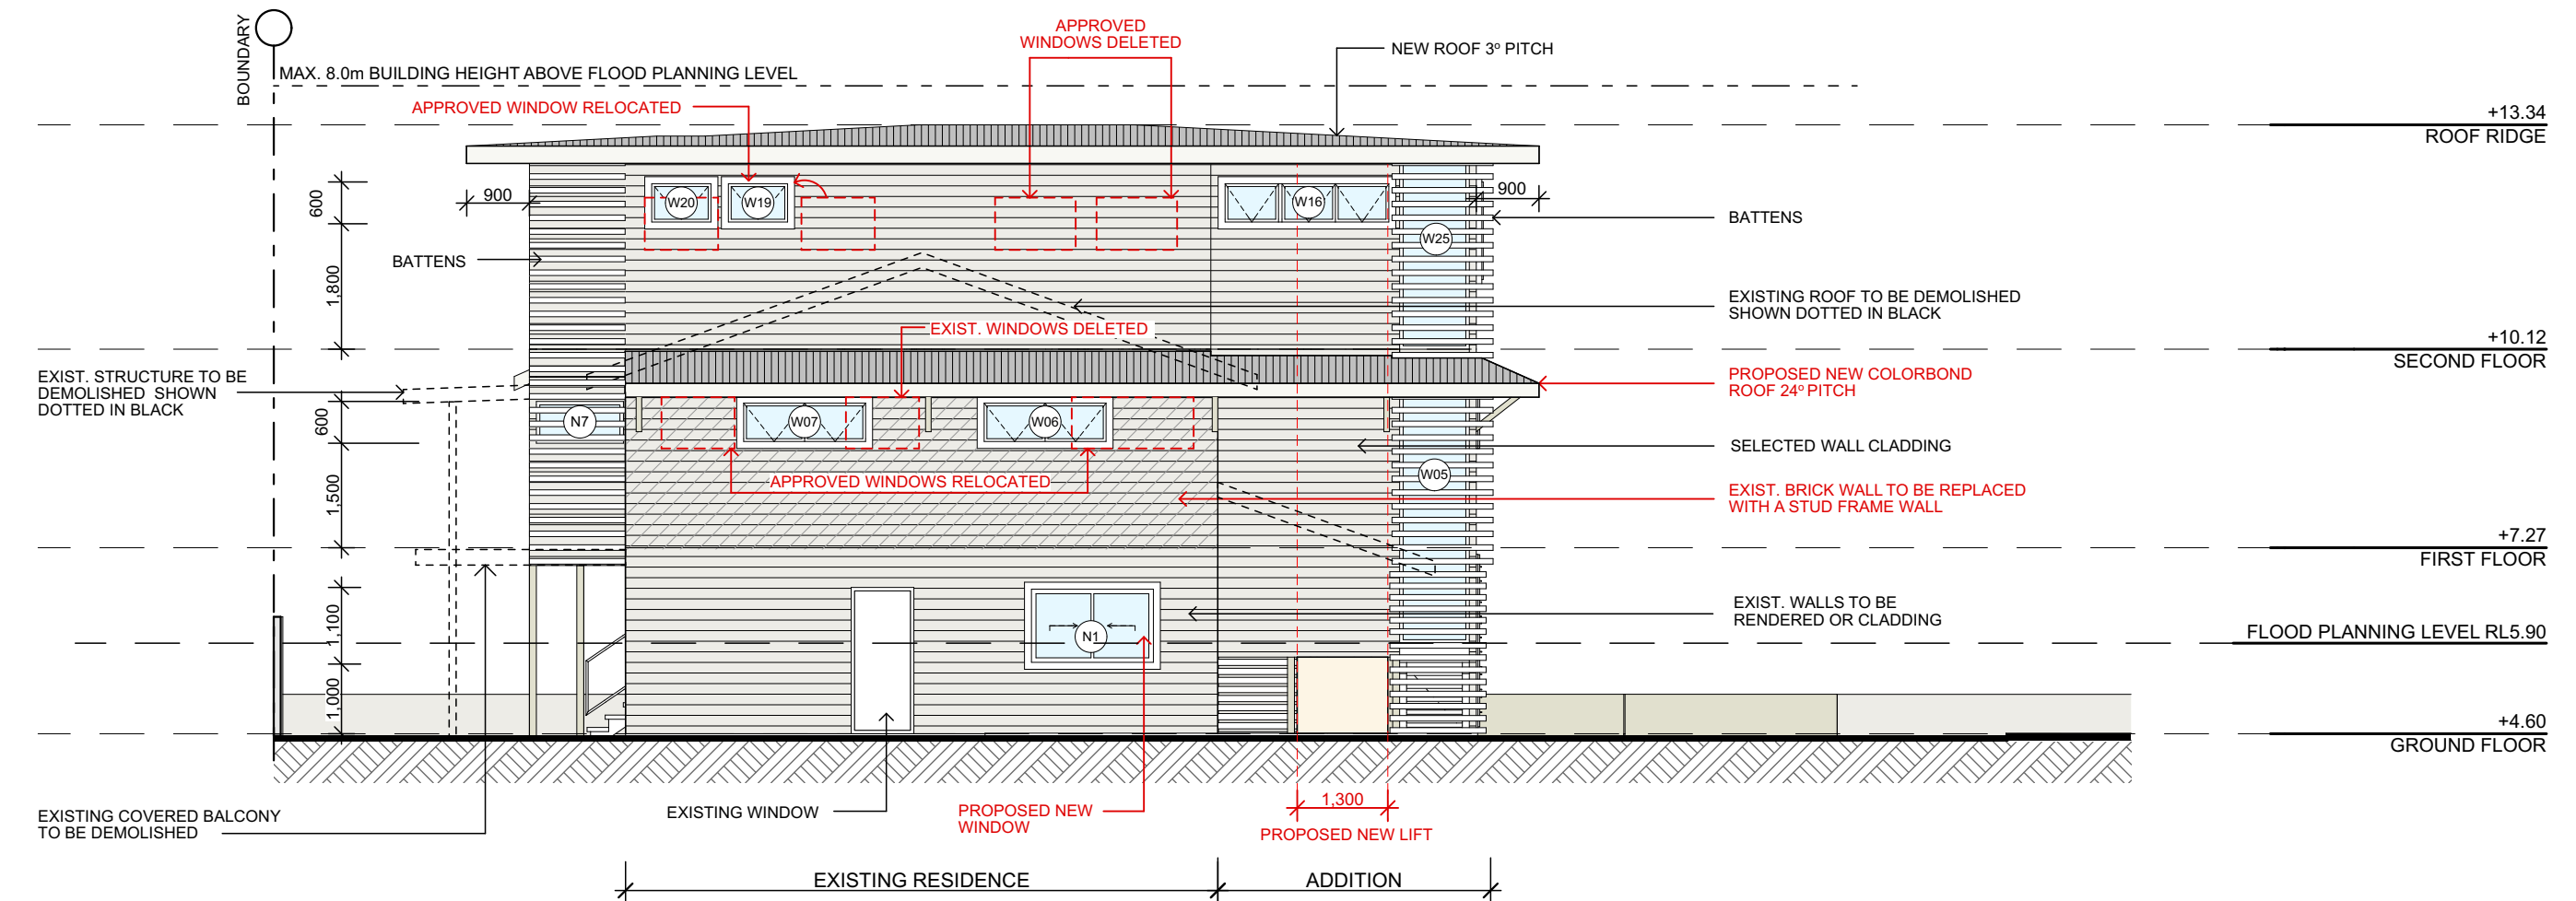 BOUNDARY
MAX. 8.0m BUILDING HEIGHT ABOVE FLOOD PLANNING LEVEL
APPROVED
WINDOWS DELETED
NEW ROOF 3º PITCH
APPROVED WINDOW RELOCATED
+13.34
ROOF RIDGE
600
900
W20
W19
W16
900
BATTENS
W25
BATTENS
1,800
EXISTING ROOF TO BE DEMOLISHED
SHOWN DOTTED IN BLACK
EXIST. WINDOWS DELETED
+10.12
SECOND FLOOR
EXIST. STRUCTURE TO BE
DEMOLISHED SHOWN
DOTTED IN BLACK
PROPOSED NEW COLORBOND
ROOF 24º PITCH
600
N7
W07
W06
SELECTED WALL CLADDING
W05
APPROVED WINDOWS RELOCATED
1,500
EXIST. BRICK WALL TO BE REPLACED
WITH A STUD FRAME WALL
+7.27
FIRST FLOOR
1,100
EXIST. WALLS TO BE
RENDERED OR CLADDING
N1
FLOOD PLANNING LEVEL RL5.90
1,000
+4.60
GROUND FLOOR
EXISTING COVERED BALCONY
TO BE DEMOLISHED
EXISTING WINDOW
PROPOSED NEW
WINDOW
1,300
PROPOSED NEW LIFT
EXISTING RESIDENCE
ADDITION